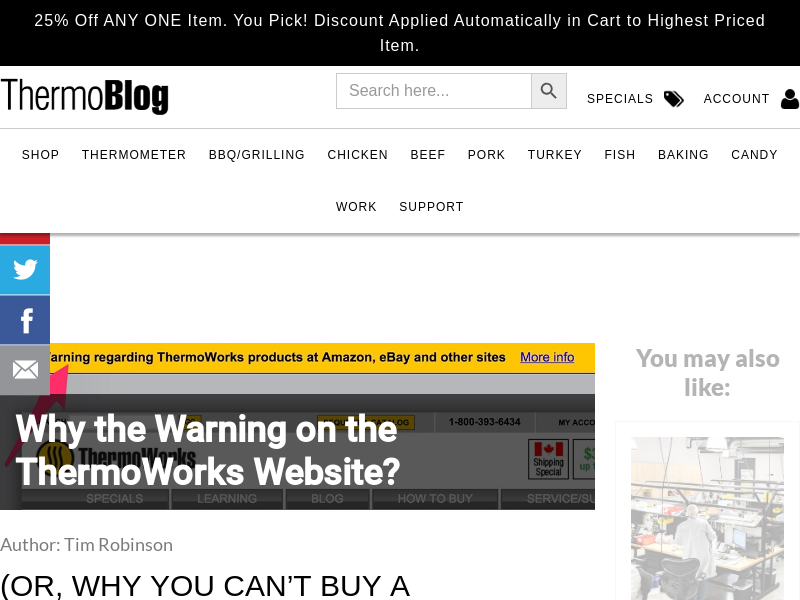 25% Off ANY ONE Item. You Pick! Discount Applied Automatically in Cart to Highest Priced
Item.
ThermoBlog
Search here...
SPECIALS
ACCOUNT
SHOP THERMOMETER BBQ/GRILLING CHICKEN BEEF PORK TURKEY FISH BAKING CANDY
WORK SUPPORT
arning regarding ThermoWorks products at Amazon, eBay and other sites More info
1-800-393-6434 MY ACCO
Why the Warning on the
ThermoWorks Website?
ThermoWorks
Shipping
Special
SPECIALS LEARNING BLOG HOW TO BUY SERVICE/SU
Author: Tim Robinson
(OR, WHY YOU CAN’T BUY A
You may also
like: